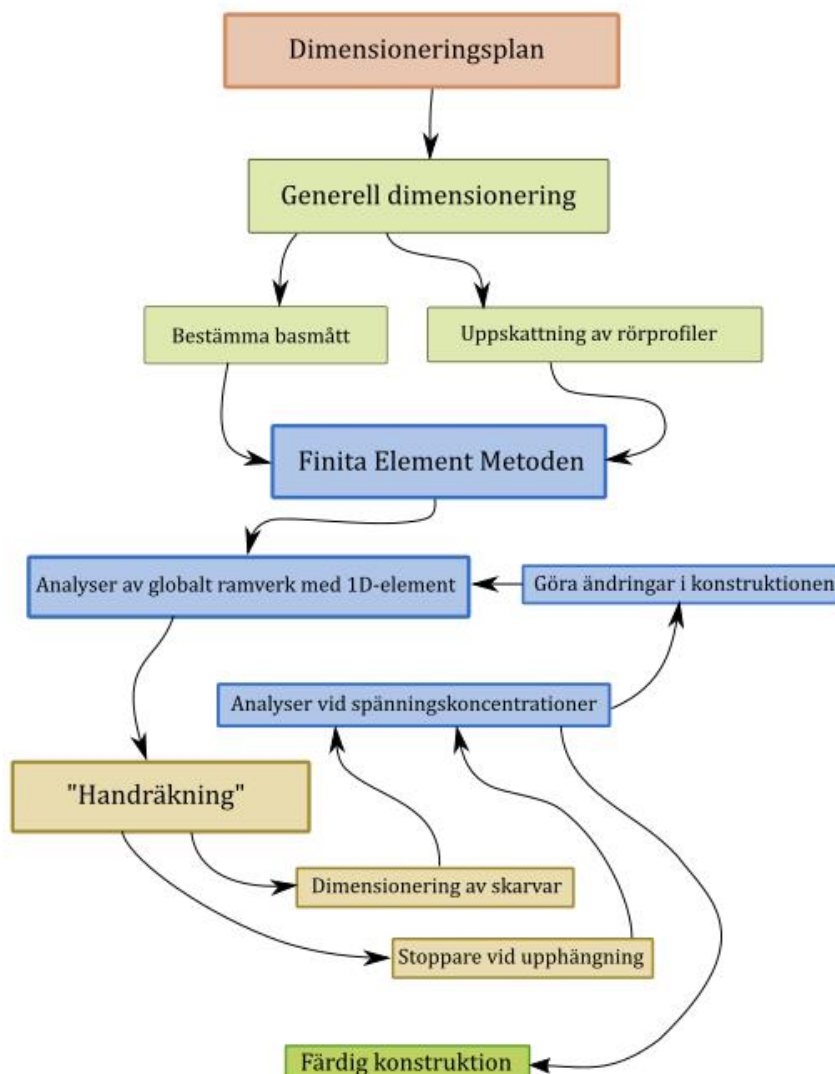 Dimensioneringsplan
Generell dimensionering
Bestämma basmått
Uppskattning av rörprofiler
Finita Element Metoden
Analyser av globalt ramverk med 1D-element
Göra ändringar i konstruktionen
Analyser vid spänningskoncentrationer
"Handräkning"
Dimensionering av skarvar
Stoppare vid upphängning
Färdig konstruktion